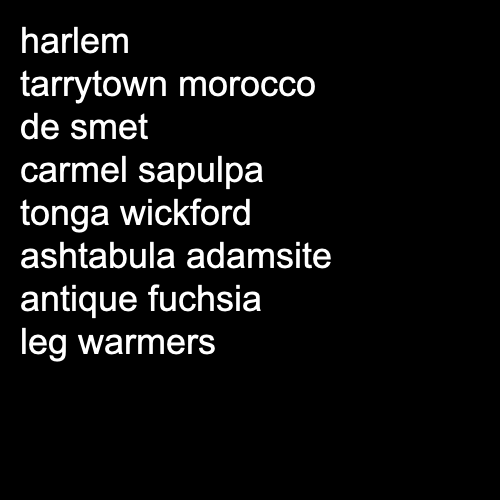 harlem
tarrytown morocco
de smet
carmel sapulpa
tonga wickford
ashtabula adamsite
antique fuchsia
leg warmers